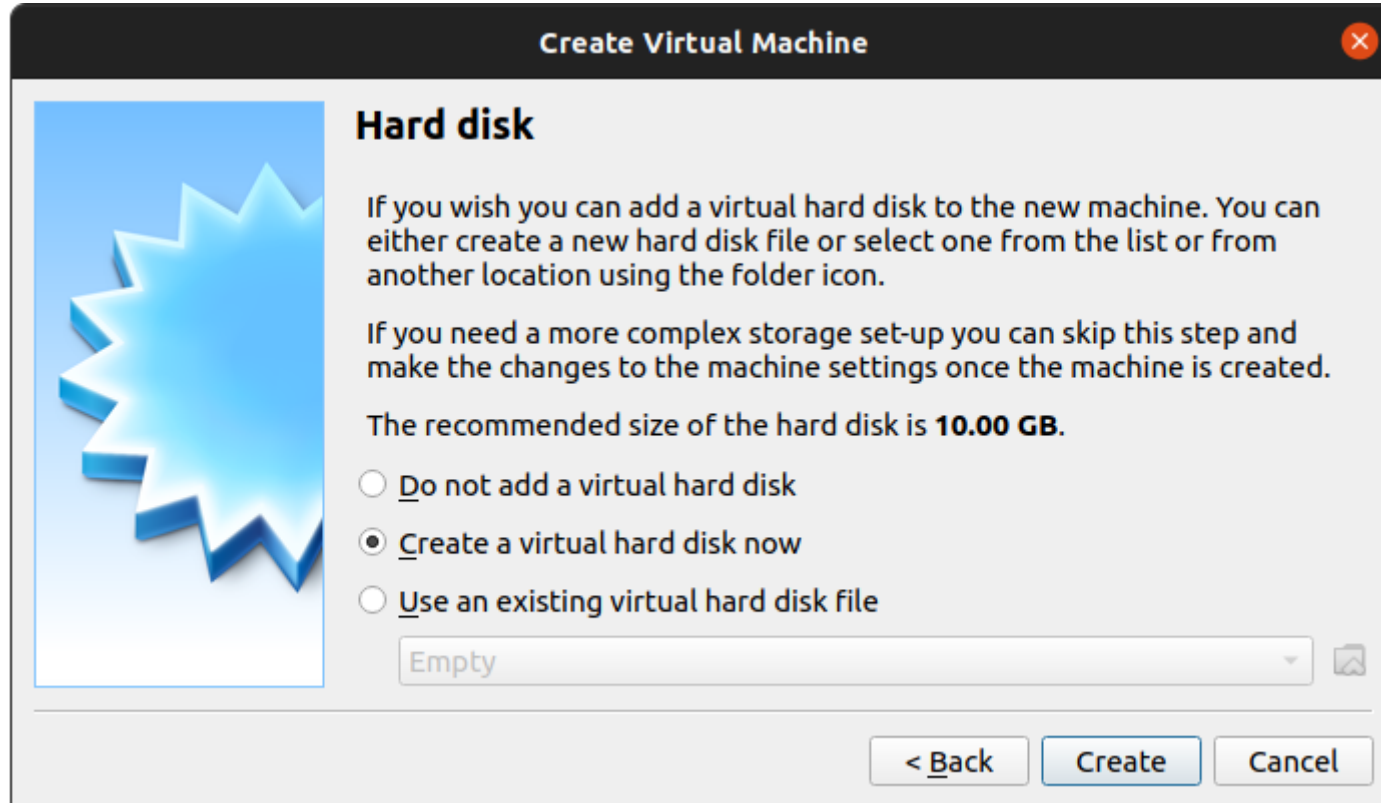 Create Virtual Machine
Hard disk
If you wish you can add a virtual hard disk to the new machine. You can
either create a new hard disk file or select one from the list or from
another location using the folder icon.
If you need a more complex storage set-up you can skip this step and
make the changes to the machine settings once the machine is created.
The recommended size of the hard disk is 10.00 GB.
Do not add a virtual hard disk
Create a virtual hard disk now
Use an existing virtual hard disk file
Empty
< Back Create Cancel